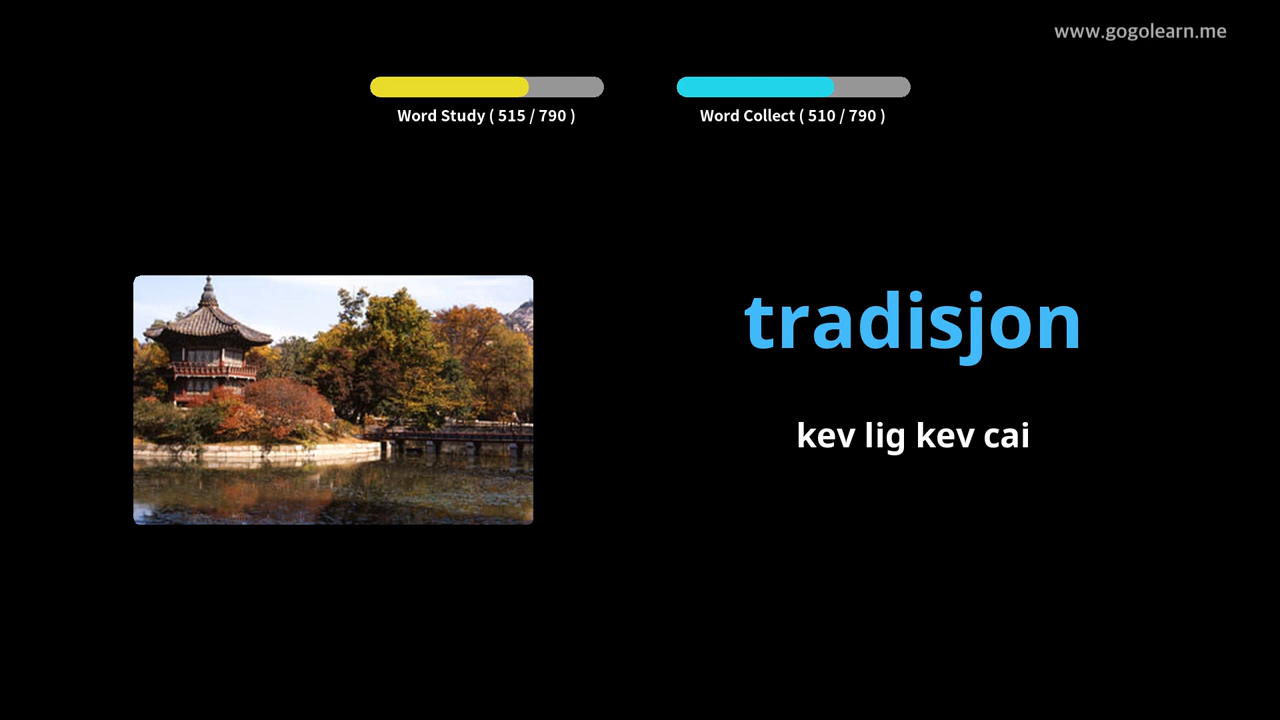 www.gogolearn.me
Word Study ( 515 / 790 )
Word Collect ( 510 / 790 )
tradisjon
kev lig kev cai